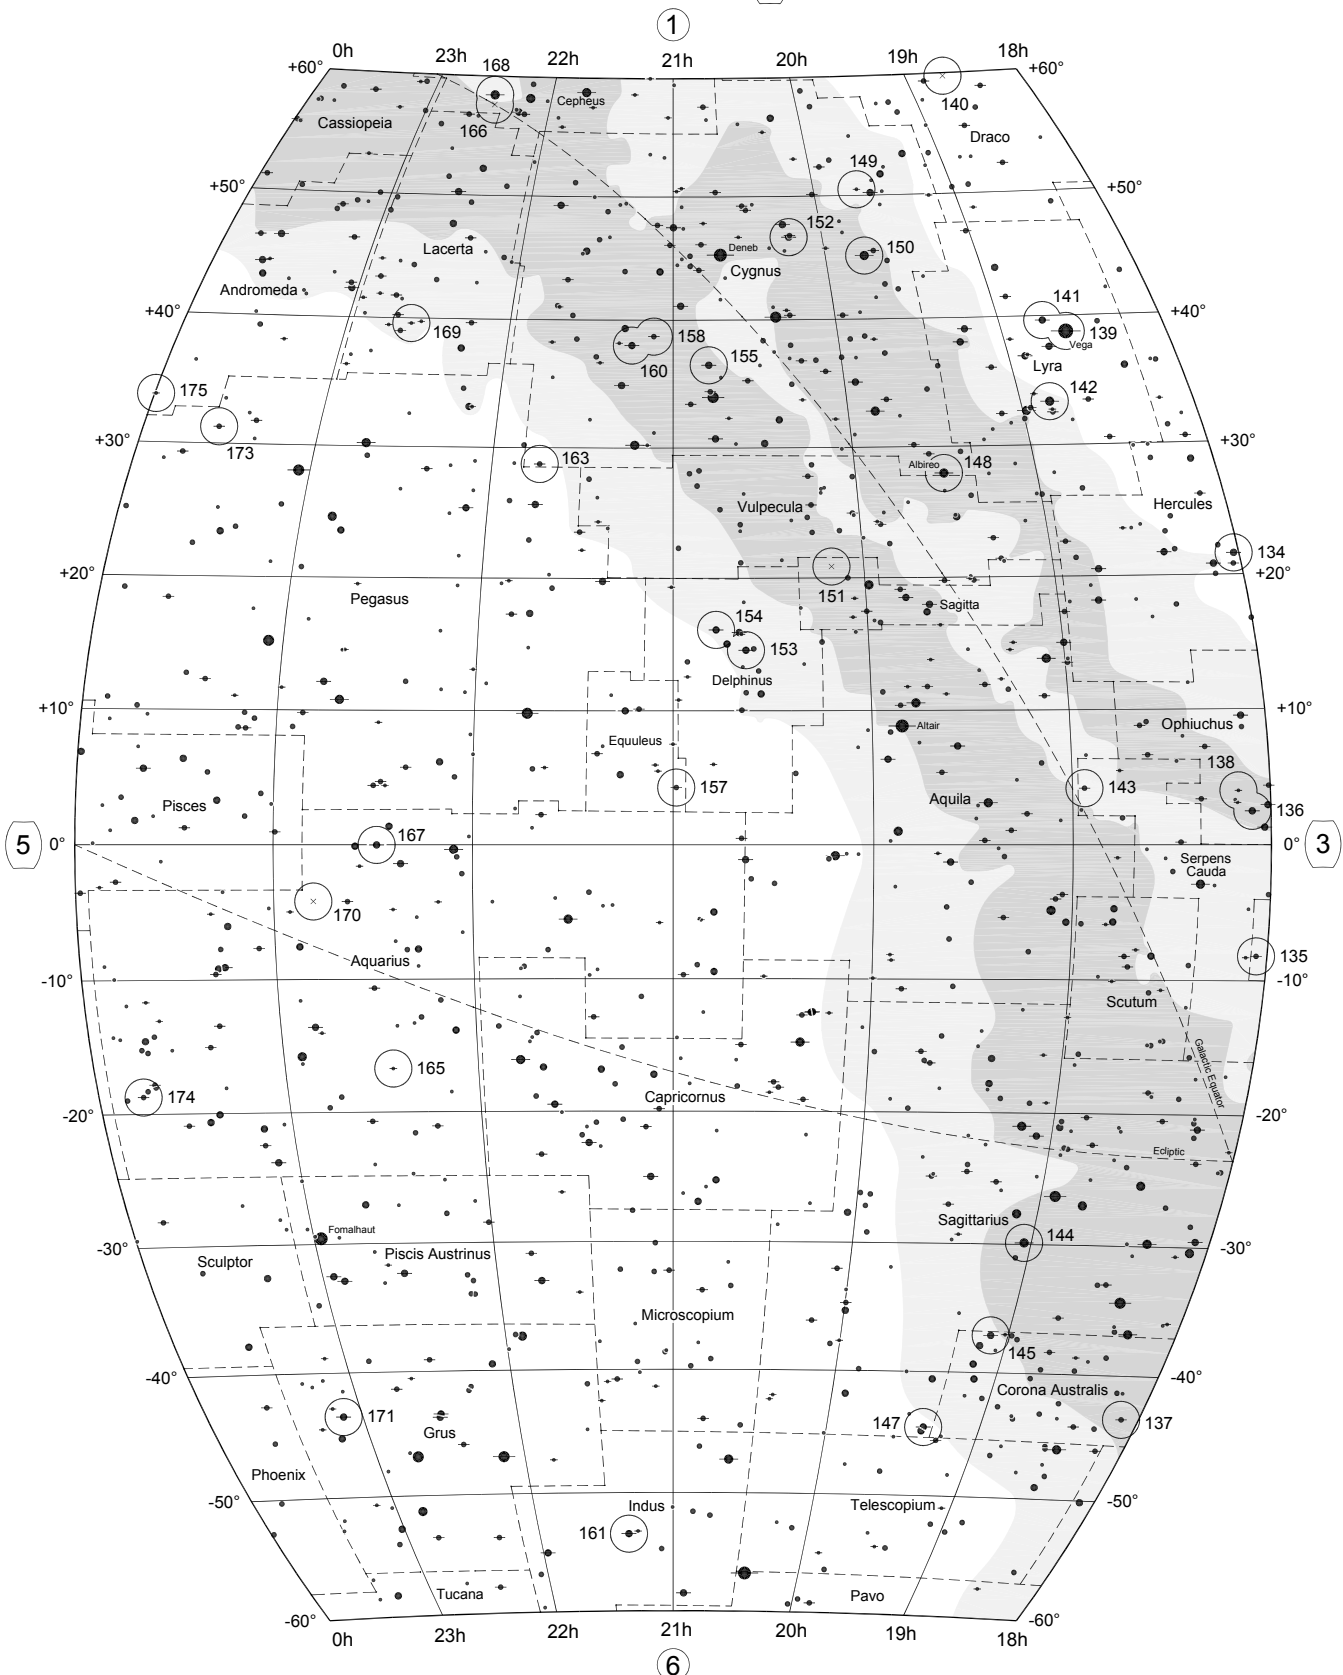 1
0h 23h 22h 21h 20h 19h 18h
+60° 168 +60°
Cepheus
140
Cassiopeia 166 Draco
149
+50° +50°
152
Lacerta Deneb 150
Cygnus
Andromeda
+40° 141 +40°
169 158 139
Vega
155
160 Lyra
175 142
+30° +30°
173 163 Albireo 148
Vulpecula Hercules
134
+20° +20°
151
Pegasus Sagitta
154
153
Delphinus
+10° +10°
Altair Ophiuchus
Equuleus
138
157 143
Pisces Aquila
136
167
5 0° 0° 3
Serpens
Cauda
170
Aquarius 135
-10° -10°
Scutum
Galactic Equator
165
174 Capricornus
-20° -20°
Ecliptic
Sagittarius
Fomalhaut 144
-30° -30°
Piscis Austrinus
Sculptor
Microscopium
145
-40° -40°
Corona Australis
171 147 137
Grus
Phoenix
-50° -50°
Indus Telescopium
161
Tucana Pavo
-60° -60°
0h 23h 22h 21h 20h 19h 18h
6